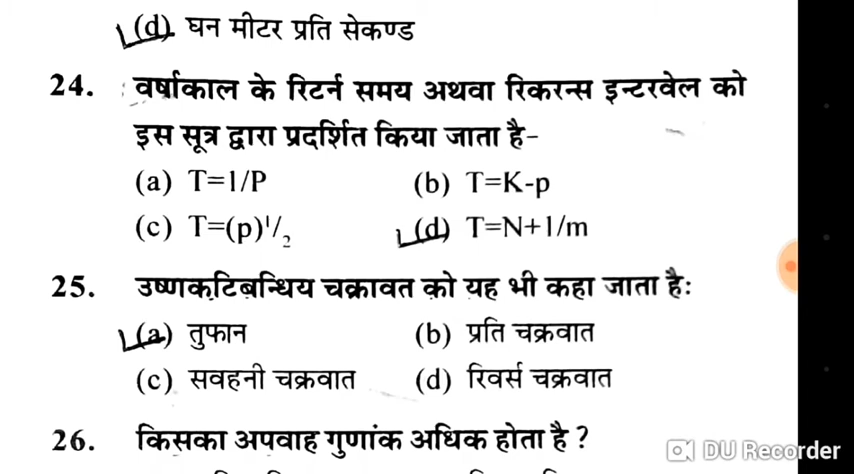 (d) घन मीटर प्रति सेकण्ड
24. वर्षाकाल के रिटर्न समय अथवा रिकरन्स इन्टरवेल को
इस सूत्र द्वारा प्रदर्शित किया जाता है-
(a) T=1/P (b) T=K-p
(c) T=(p)¹/₂ (d) T=N+1/m
25. उष्णकटिबन्धिय चक्रावत को यह भी कहा जाता है:
(a) तुफान (b) प्रति चक्रवात
(c) सवहनी चक्रवात (d) रिवर्स चक्रवात
26. किसका अपवाह गुणांक अधिक होता है ?
DU Recorder